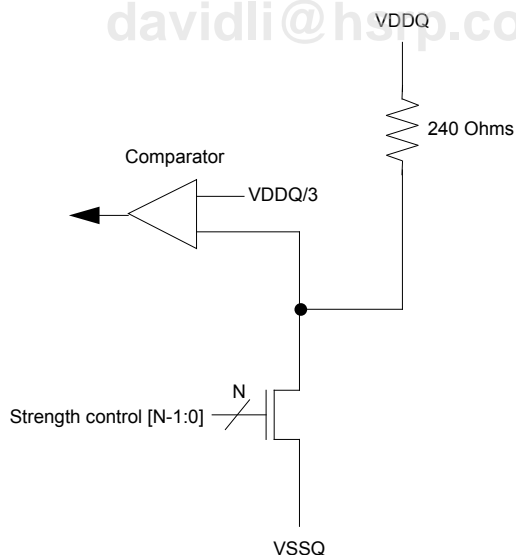 davidli@hsrp.co
VDDQ
240 Ohms
Comparator
VDDQ/3
N
Strength control [N-1:0]
VSSQ